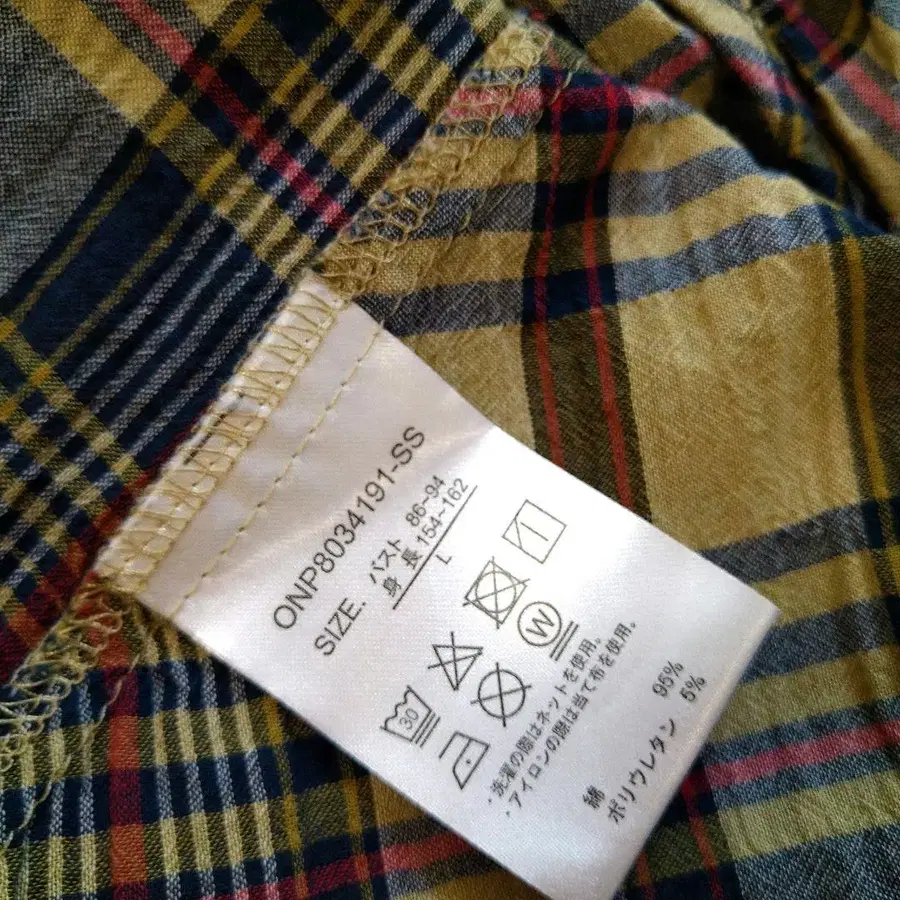 ONP8034191-SS
SIZE. バスト 86~94
身長 154~162
L
30
W
・洗濯の際はネットを使用。
・アイロンの際は当て布を使用。
綿 95%
ポリウレタン 5%